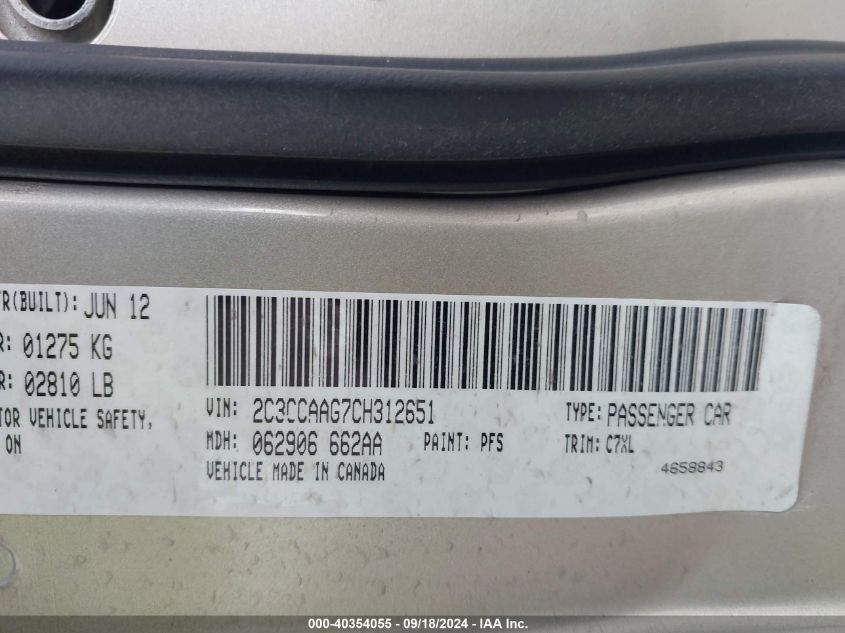 TR(BUILT): JUN 12
R: 01275 KG
R: 02810 LB
TOR VEHICLE SAFETY,
ON
VIN: 2C3CCAAG7CH312651 TYPE: PASSENGER CAR
MDH: 062906 662AA PAINT: PFS TRIM: C7XL
VEHICLE MADE IN CANADA 4658843
000-40354055 - 09/18/2024 - IAA Inc.